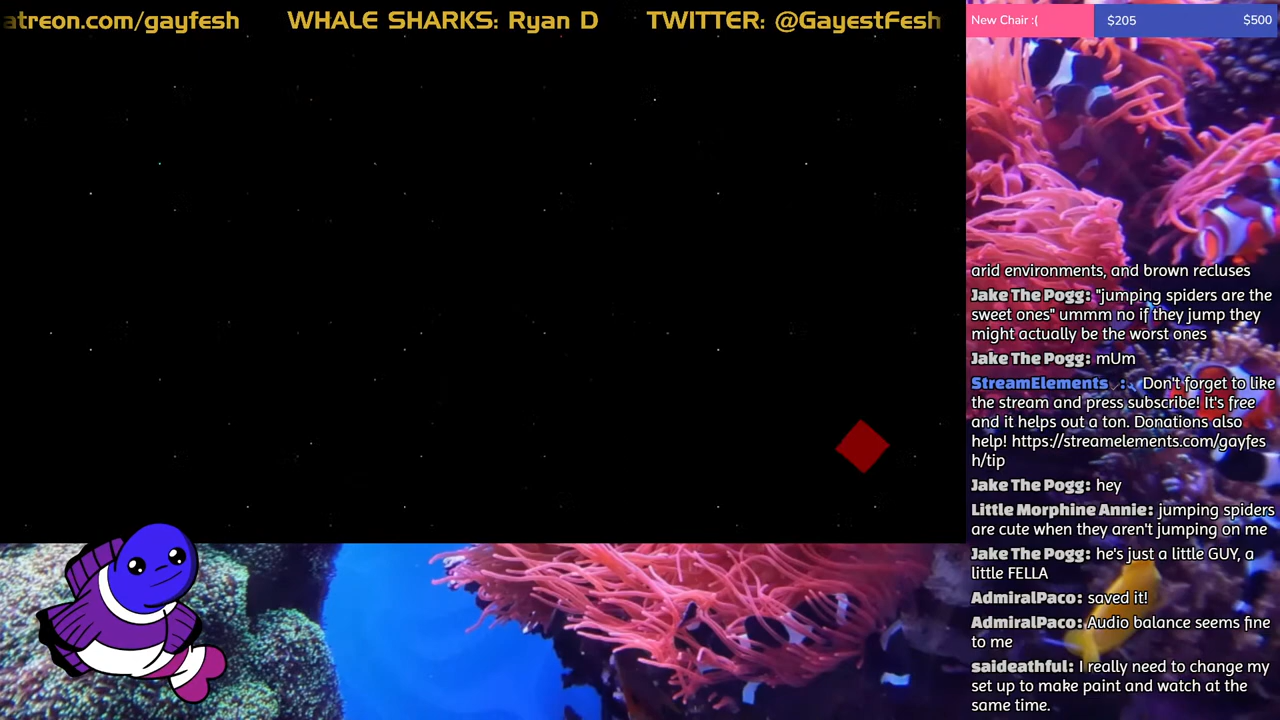 atreon.com/gayfesh WHALE SHARKS: Ryan D TWITTER: @GayestFesh
New Chair :( $205 $500
arid environments, and brown recluses
Jake The Pogg: "jumping spiders are the
sweet ones" ummm no if they jump they
might actually be the worst ones
Jake The Pogg: mUm
StreamElements : Don't forget to like
the stream and press subscribe! It's free
and it helps out a ton. Donations also
help! https://streamelements.com/gayfes
h/tip
Jake The Pogg: hey
Little Morphine Annie: jumping spiders
are cute when they aren't jumping on me
Jake The Pogg: he's just a little GUY, a
little FELLA
AdmiralPaco: saved it!
AdmiralPaco: Audio balance seems fine
to me
saideathful: I really need to change my
set up to make paint and watch at the
same time.